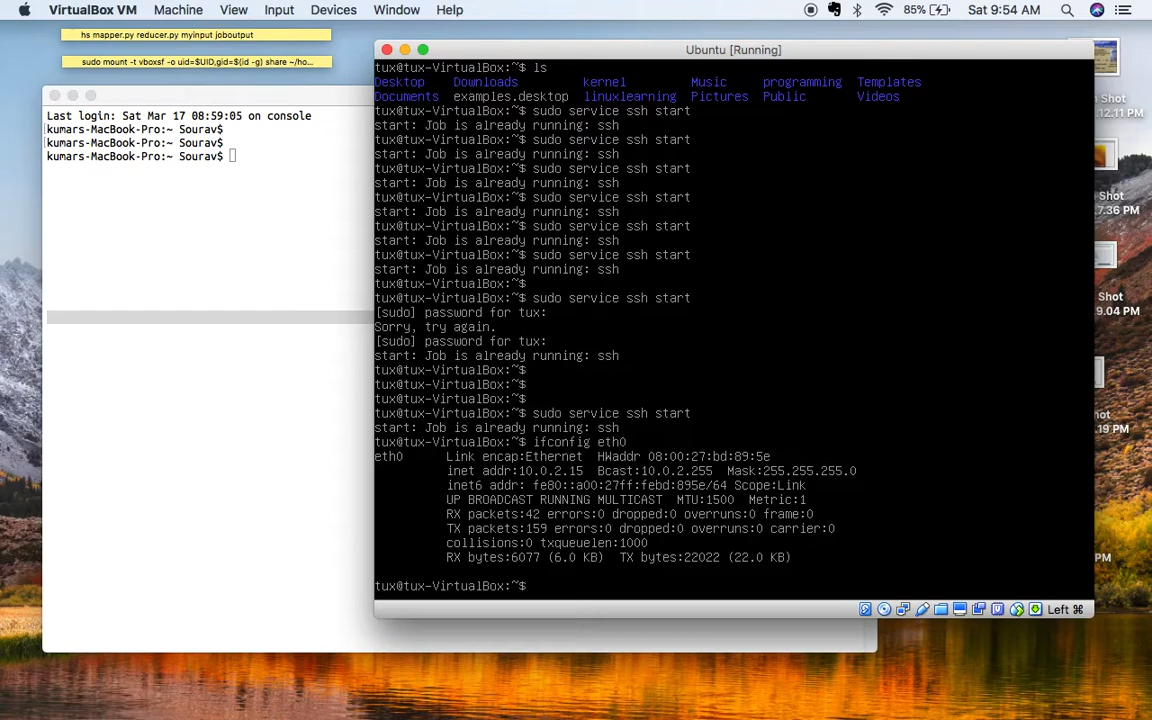 VirtualBox VM Machine View Input Devices Window Help 85% Sat 9:54 AM
hs mapper.py reducer.py myinput joboutput
sudo mount -t vboxsf -o uid=$UID,gid=$(id -g) share ~/ho...
Last login: Sat Mar 17 08:59:05 on console
kumars-MacBook-Pro:~ Sourav$
kumars-MacBook-Pro:~ Sourav$
kumars-MacBook-Pro:~ Sourav$
Ubuntu [Running]
tux@tux-VirtualBox:~$ ls
Desktop Downloads kernel Music programming Templates
Documents examples.desktop linuxlearning Pictures Public Videos
tux@tux-VirtualBox:~$ sudo service ssh start
start: Job is already running: ssh
tux@tux-VirtualBox:~$ sudo service ssh start
start: Job is already running: ssh
tux@tux-VirtualBox:~$ sudo service ssh start
start: Job is already running: ssh
tux@tux-VirtualBox:~$ sudo service ssh start
start: Job is already running: ssh
tux@tux-VirtualBox:~$ sudo service ssh start
start: Job is already running: ssh
tux@tux-VirtualBox:~$ sudo service ssh start
start: Job is already running: ssh
tux@tux-VirtualBox:~$
tux@tux-VirtualBox:~$ sudo service ssh start
[sudo] password for tux:
Sorry, try again.
[sudo] password for tux:
start: Job is already running: ssh
tux@tux-VirtualBox:~$
tux@tux-VirtualBox:~$
tux@tux-VirtualBox:~$
tux@tux-VirtualBox:~$ sudo service ssh start
start: Job is already running: ssh
tux@tux-VirtualBox:~$ ifconfig eth0
eth0 Link encap:Ethernet HWaddr 08:00:27:bd:89:5e
inet addr:10.0.2.15 Bcast:10.0.2.255 Mask:255.255.255.0
inet6 addr: fe80::a00:27ff:febd:895e/64 Scope:Link
UP BROADCAST RUNNING MULTICAST MTU:1500 Metric:1
RX packets:42 errors:0 dropped:0 overruns:0 frame:0
TX packets:159 errors:0 dropped:0 overruns:0 carrier:0
collisions:0 txqueuelen:1000
RX bytes:6077 (6.0 KB) TX bytes:22022 (22.0 KB)
tux@tux-VirtualBox:~$
Left ⌘
Shot
.12.11 PM
Shot
.7.36 PM
Shot
.9.04 PM
hot
.19 PM
PM